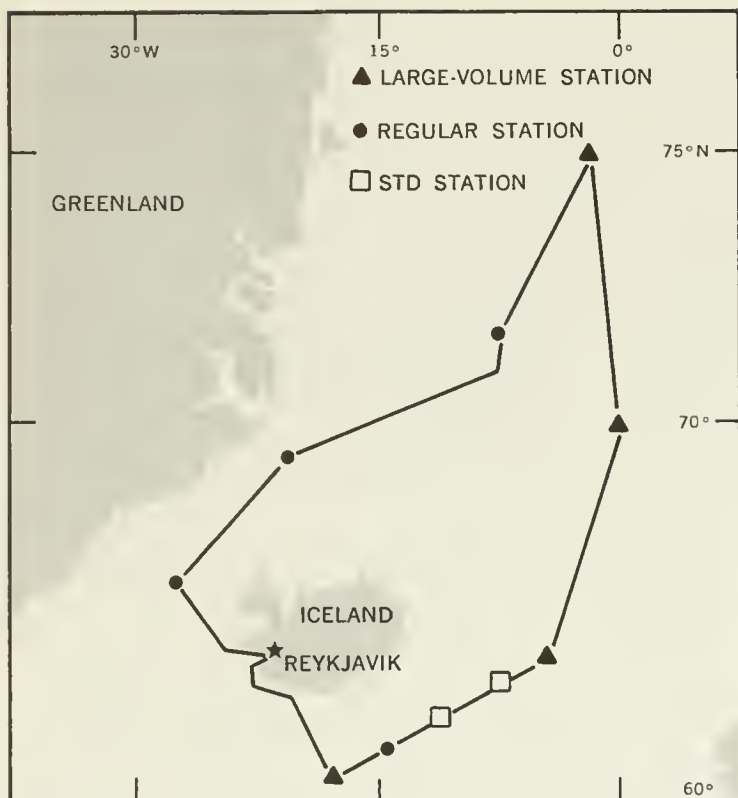 30°W 15° 0°
▲ LARGE-VOLUME STATION
● REGULAR STATION
75°N
□ STD STATION
GREENLAND
70°
ICELAND
REYKJAVIK
60°